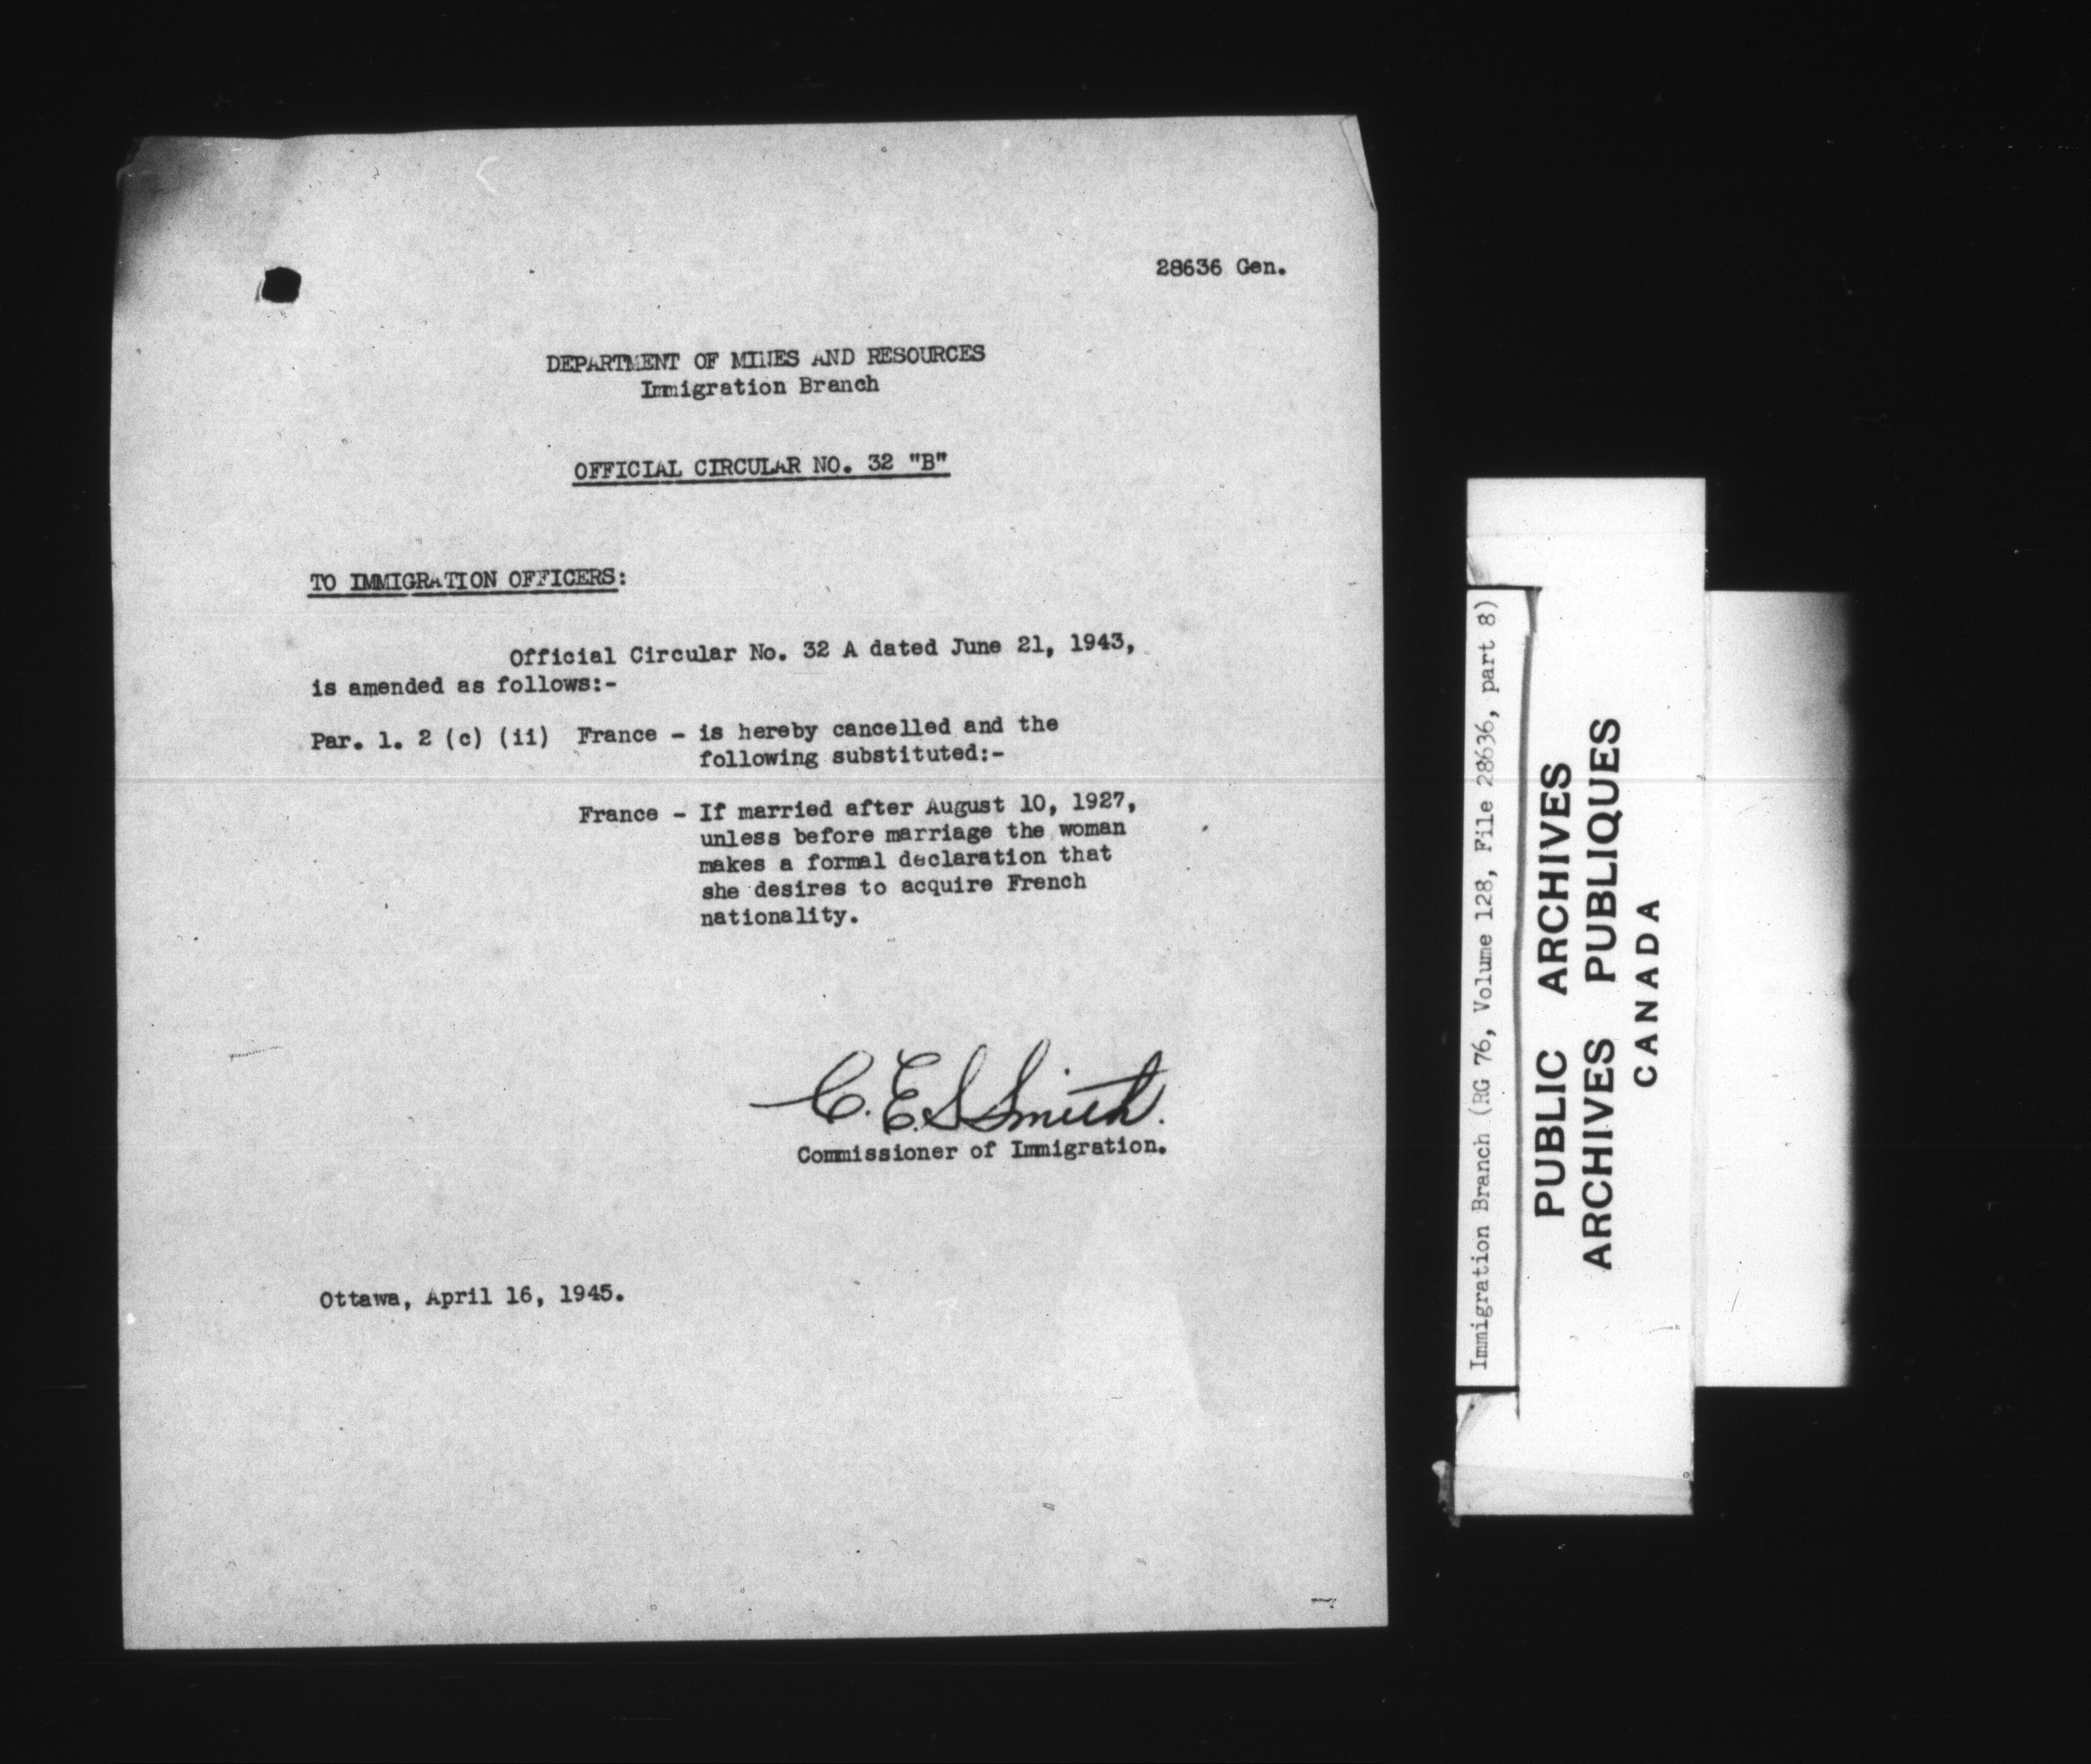 28636 Gen.
DEPARTMENT OF MINES AND RESOURCES
Immigration Branch
OFFICIAL CIRCULAR NO. 32 "B"
TO IMMIGRATION OFFICERS:
Official Circular No. 32 A dated June 21, 1943,
is amended as follows:-
Par. 1. 2 (c) (ii) France - is hereby cancelled and the
following substituted:-
France - If married after August 10, 1927,
unless before marriage the woman
makes a formal declaration that
she desires to acquire French
nationality.
C. E. S Smith.
Commissioner of Immigration.
Ottawa, April 16, 1945.
Immigration Branch (RG 76, Volume 128, File 28636, part 8)
PUBLIC ARCHIVES
ARCHIVES PUBLIQUES
CANADA